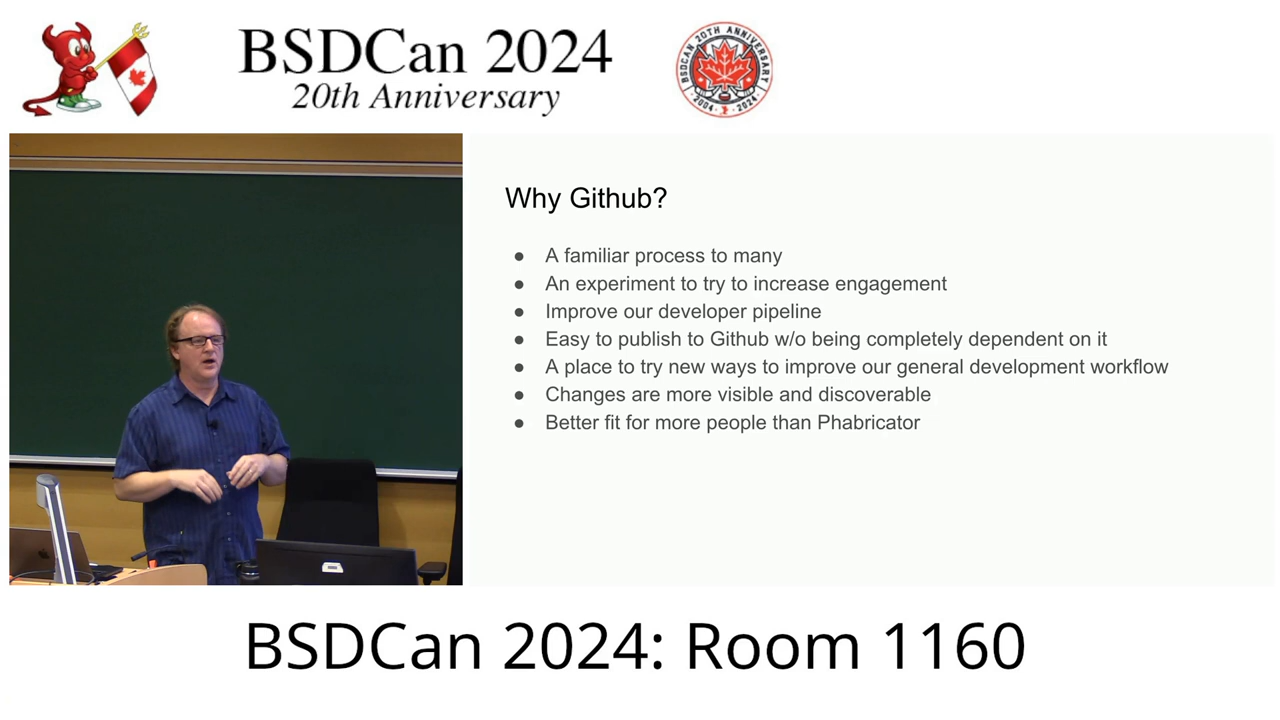 BSDCan 2024
20th Anniversary
BSDCAN 20TH ANNIVERSARY
2004 - 2024
Why Github?
● A familiar process to many
● An experiment to try to increase engagement
● Improve our developer pipeline
● Easy to publish to Github w/o being completely dependent on it
● A place to try new ways to improve our general development workflow
● Changes are more visible and discoverable
● Better fit for more people than Phabricator
BSDCan 2024: Room 1160